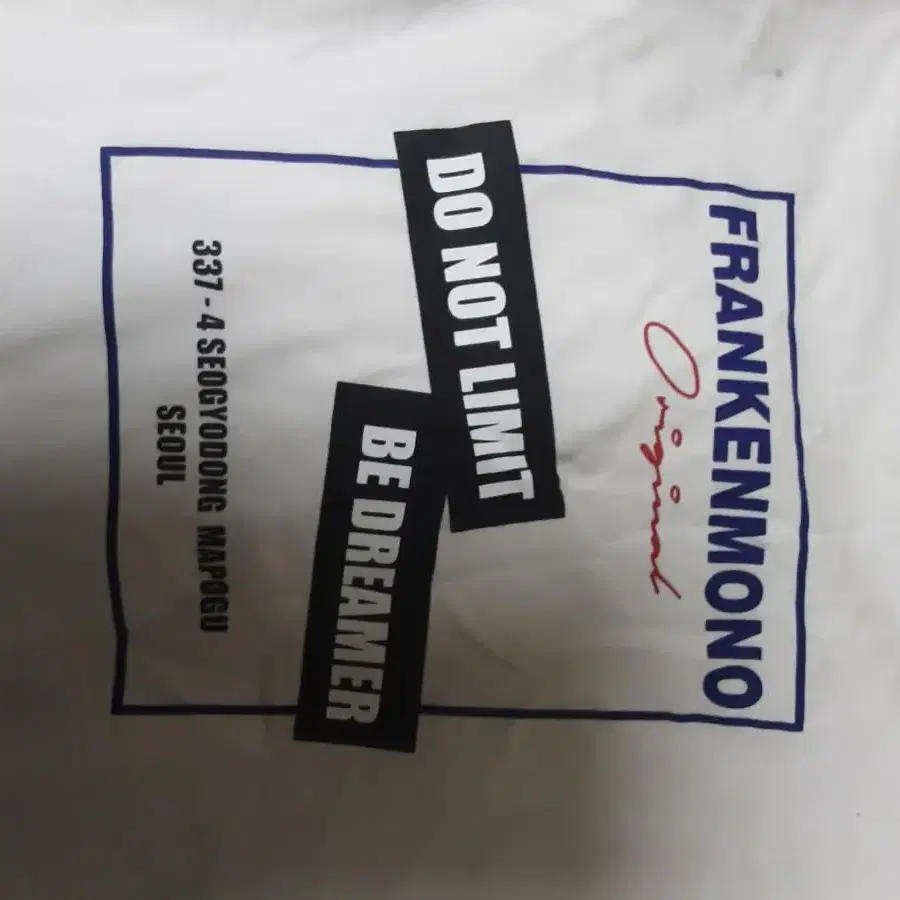 FRANKENMONO
Original
DO NOT LIMIT
BE DREAMER
337-4 SEOGYODONG MAPOGU
SEOUL